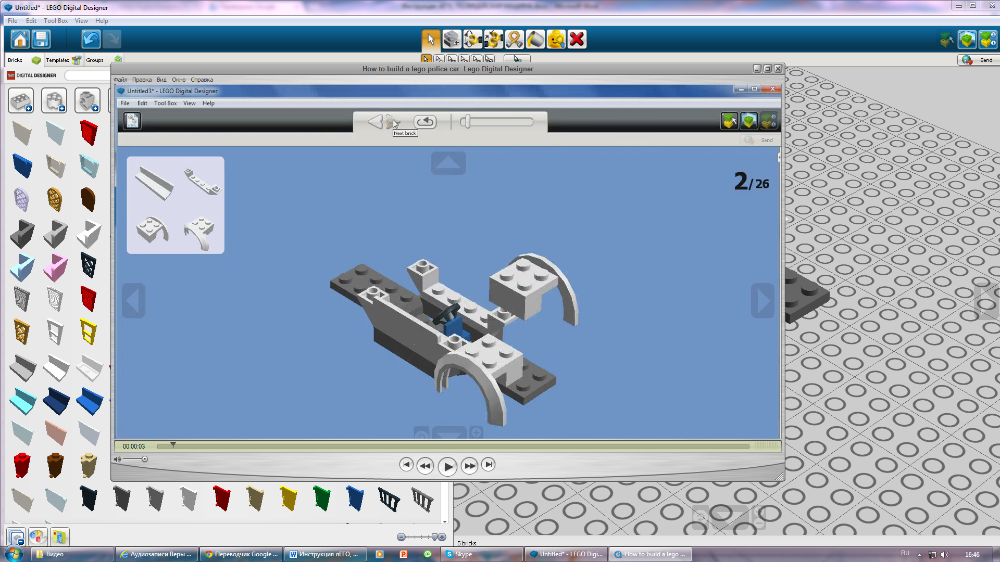 Untitled* - LEGO Digital Designer
File Edit Tool Box View Help
Bricks Templates Groups
Send
LEGO DIGITAL DESIGNER
How to build a lego police car- Lego Digital Designer
Файл Правка Вид Окно Справка
Untitled3* - LEGO Digital Designer
File Edit Tool Box View Help
HTML
Next brick
Send
2/26
00:00:03
5 bricks
Видео
Аудиозаписи Веры ...
Переводчик Google ...
Инструкция лЕГО, ...
Skype
Untitled* - LEGO Digi...
How to build a lego ...
RU
16:46